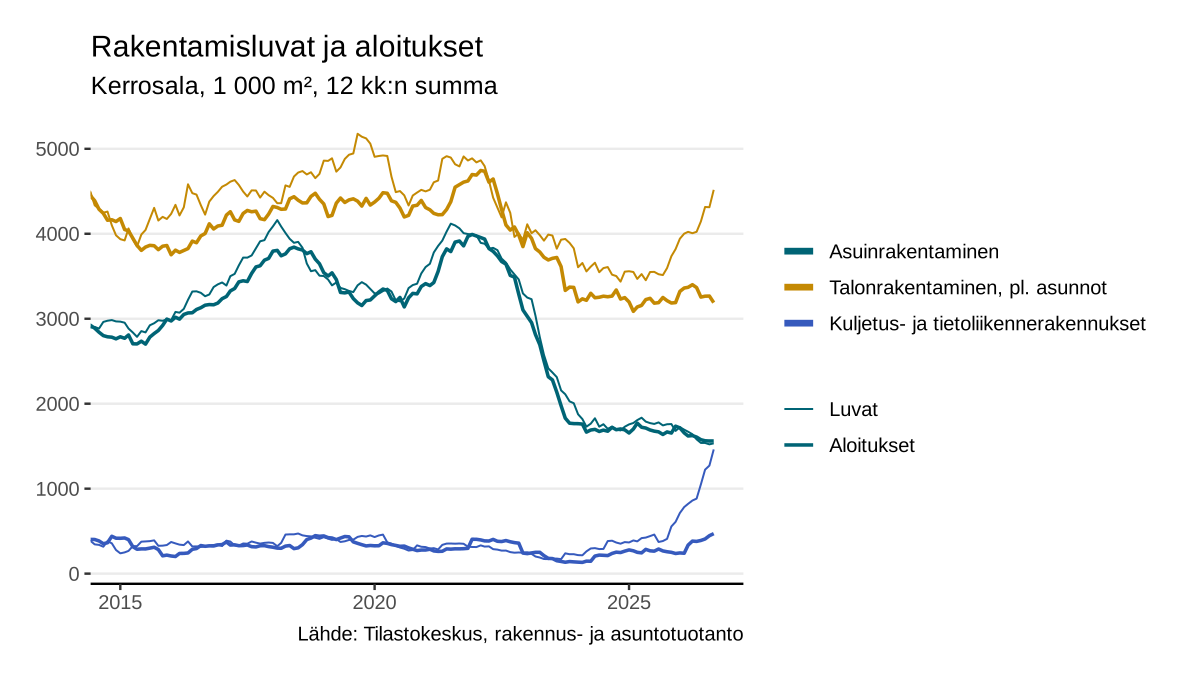 Rakentamisluvat ja aloitukset
Kerrosala, 1 000 m², 12 kk:n summa
5000
4000
3000
2000
1000
0
2015
2020
2025
Asuinrakentaminen
Talonrakentaminen, pl. asunnot
Kuljetus- ja tietoliikennerakennukset
Luvat
Aloitukset
Lähde: Tilastokeskus, rakennus- ja asuntotuotanto